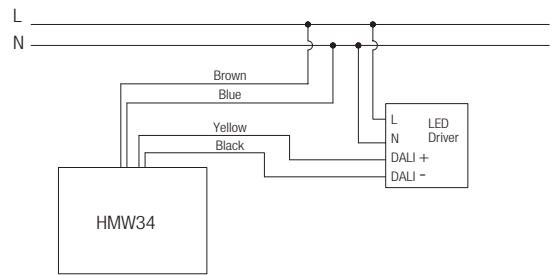 L
N
Brown
Blue
Yellow
Black
L
N
DALI +
DALI -
LED
Driver
HMW34